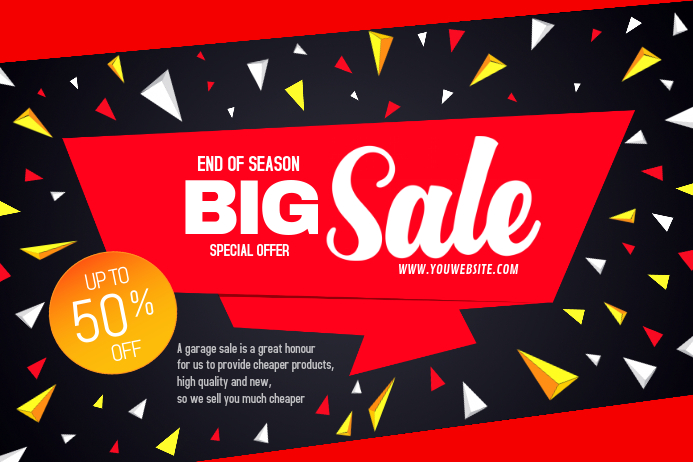 END OF SEASON
BIG Sale
SPECIAL OFFER
WWW.YOUWEBSITE.COM
UP TO
50%
OFF
A garage sale is a great honour
for us to provide cheaper products,
high quality and new,
so we sell you much cheaper